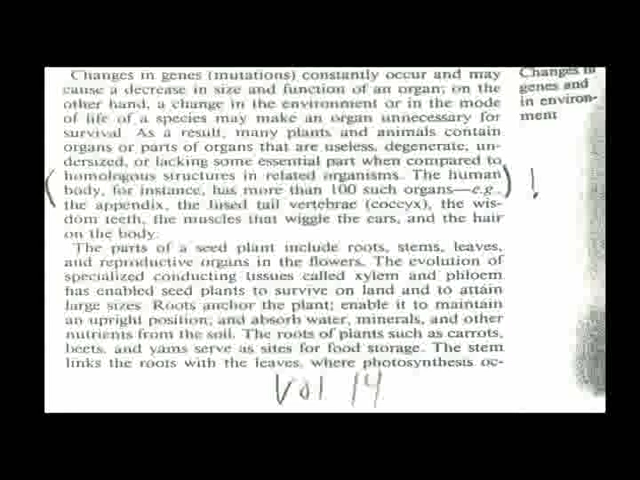 Changes in genes (mutations) constantly occur and may
cause a decrease in size and function of an organ; on the
other hand, a change in the environment or in the mode
of life of a species may make an organ unnecessary for
survival. As a result, many plants and animals contain
organs or parts of organs that are useless, degenerate, un-
dersized, or lacking some essential part when compared to
homologous structures in related organisms. The human
body, for instance, has more than 100 such organs—e.g.,
the appendix, the fused tail vertebrae (coccyx), the wis-
dom teeth, the muscles that wiggle the ears, and the hair
on the body.
The parts of a seed plant include roots, stems, leaves,
and reproductive organs in the flowers. The evolution of
specialized conducting tissues called xylem and phloem
has enabled seed plants to survive on land and to attain
large sizes. Roots anchor the plant; enable it to maintain
an upright position; and absorb water, minerals, and other
nutrients from the soil. The roots of plants such as carrots,
beets, and yams serve as sites for food storage. The stem
links the roots with the leaves, where photosynthesis oc-
Changes in
genes and
in environ-
ment
( ) !
Vol 14